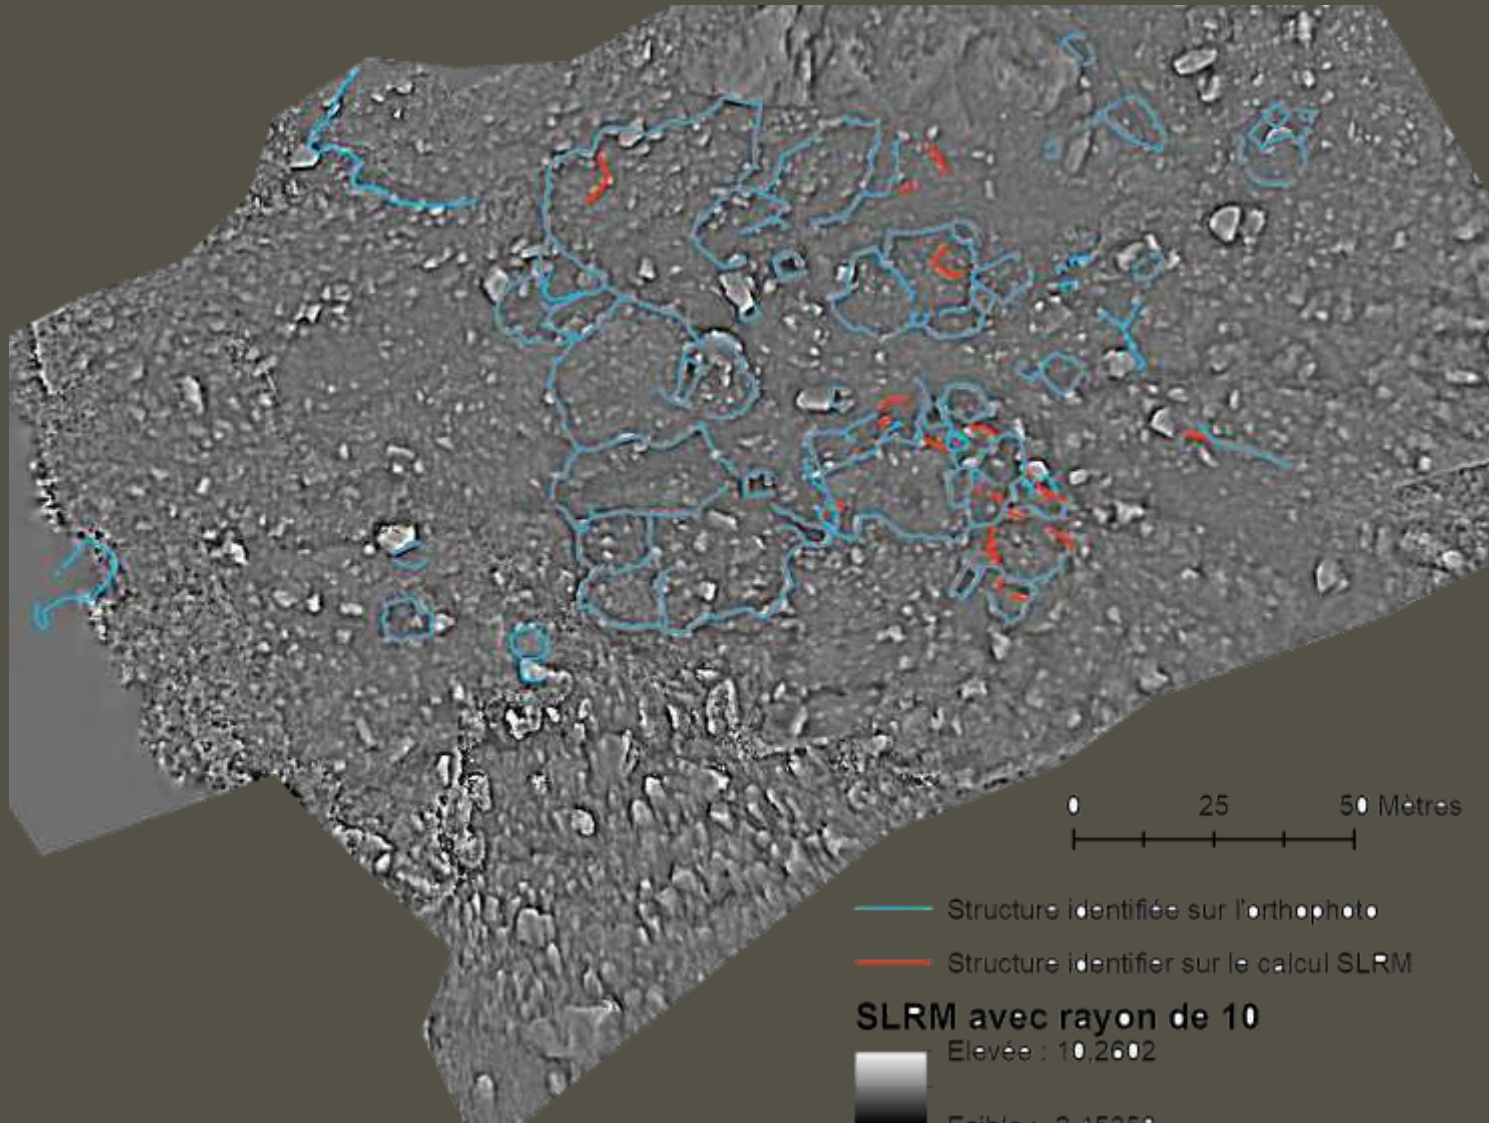 0 25 50 Mètres
Structure identifiée sur l'orthophoto
Structure identifier sur le calcul SLRM
SLRM avec rayon de 10
Elevée : 10,2602